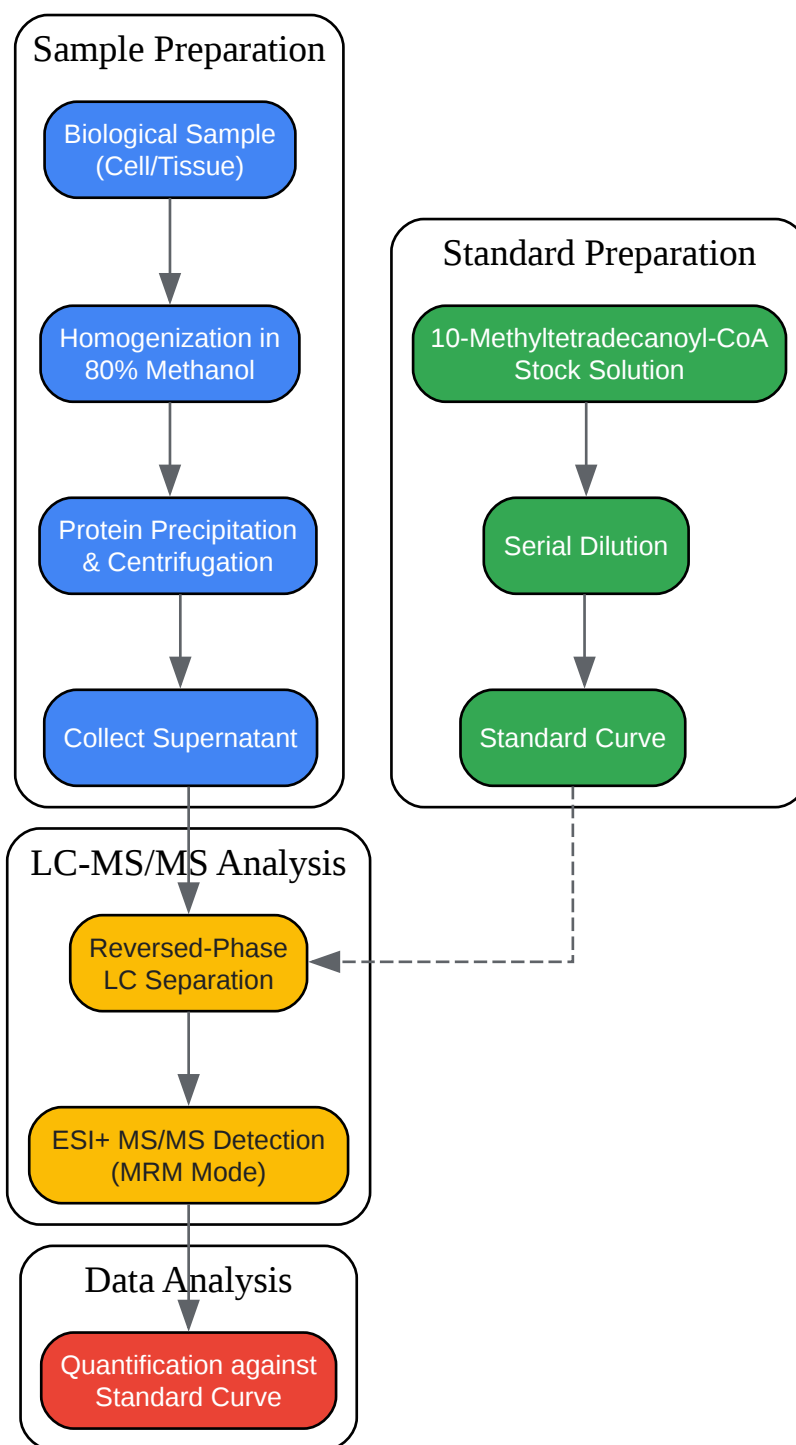 Sample Preparation
Biological Sample
(Cell/Tissue)
Homogenization in
80% Methanol
Protein Precipitation
& Centrifugation
Collect Supernatant
Standard Preparation
10-Methyltetradecanoyl-CoA
Stock Solution
Serial Dilution
Standard Curve
LC-MS/MS Analysis
Reversed-Phase
LC Separation
ESI+ MS/MS Detection
(MRM Mode)
Data Analysis
Quantification against
Standard Curve